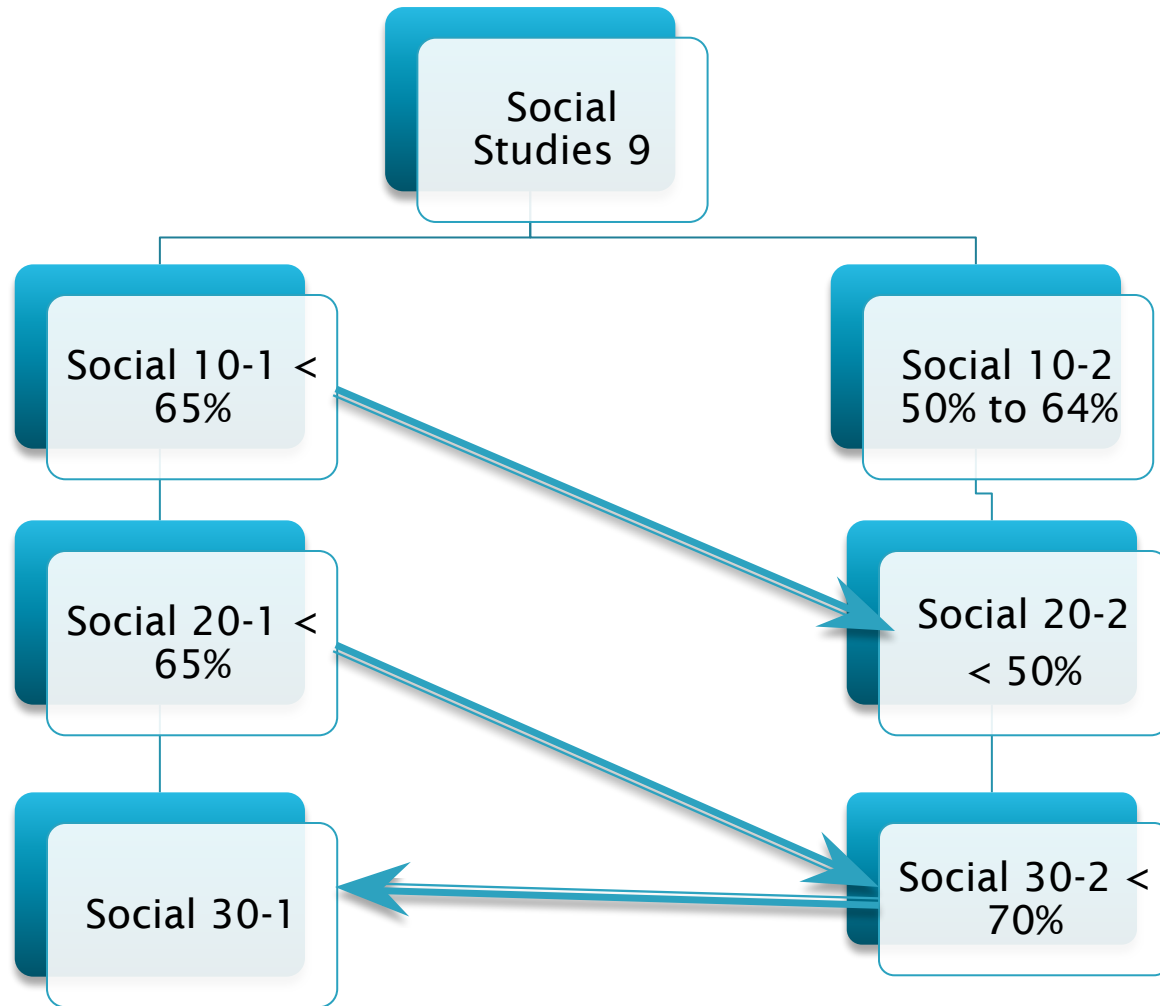 Social
Studies 9
Social 10-1 <
65%
Social 10-2
50% to 64%
Social 20-1 <
65%
Social 20-2
< 50%
Social 30-1
Social 30-2 <
70%